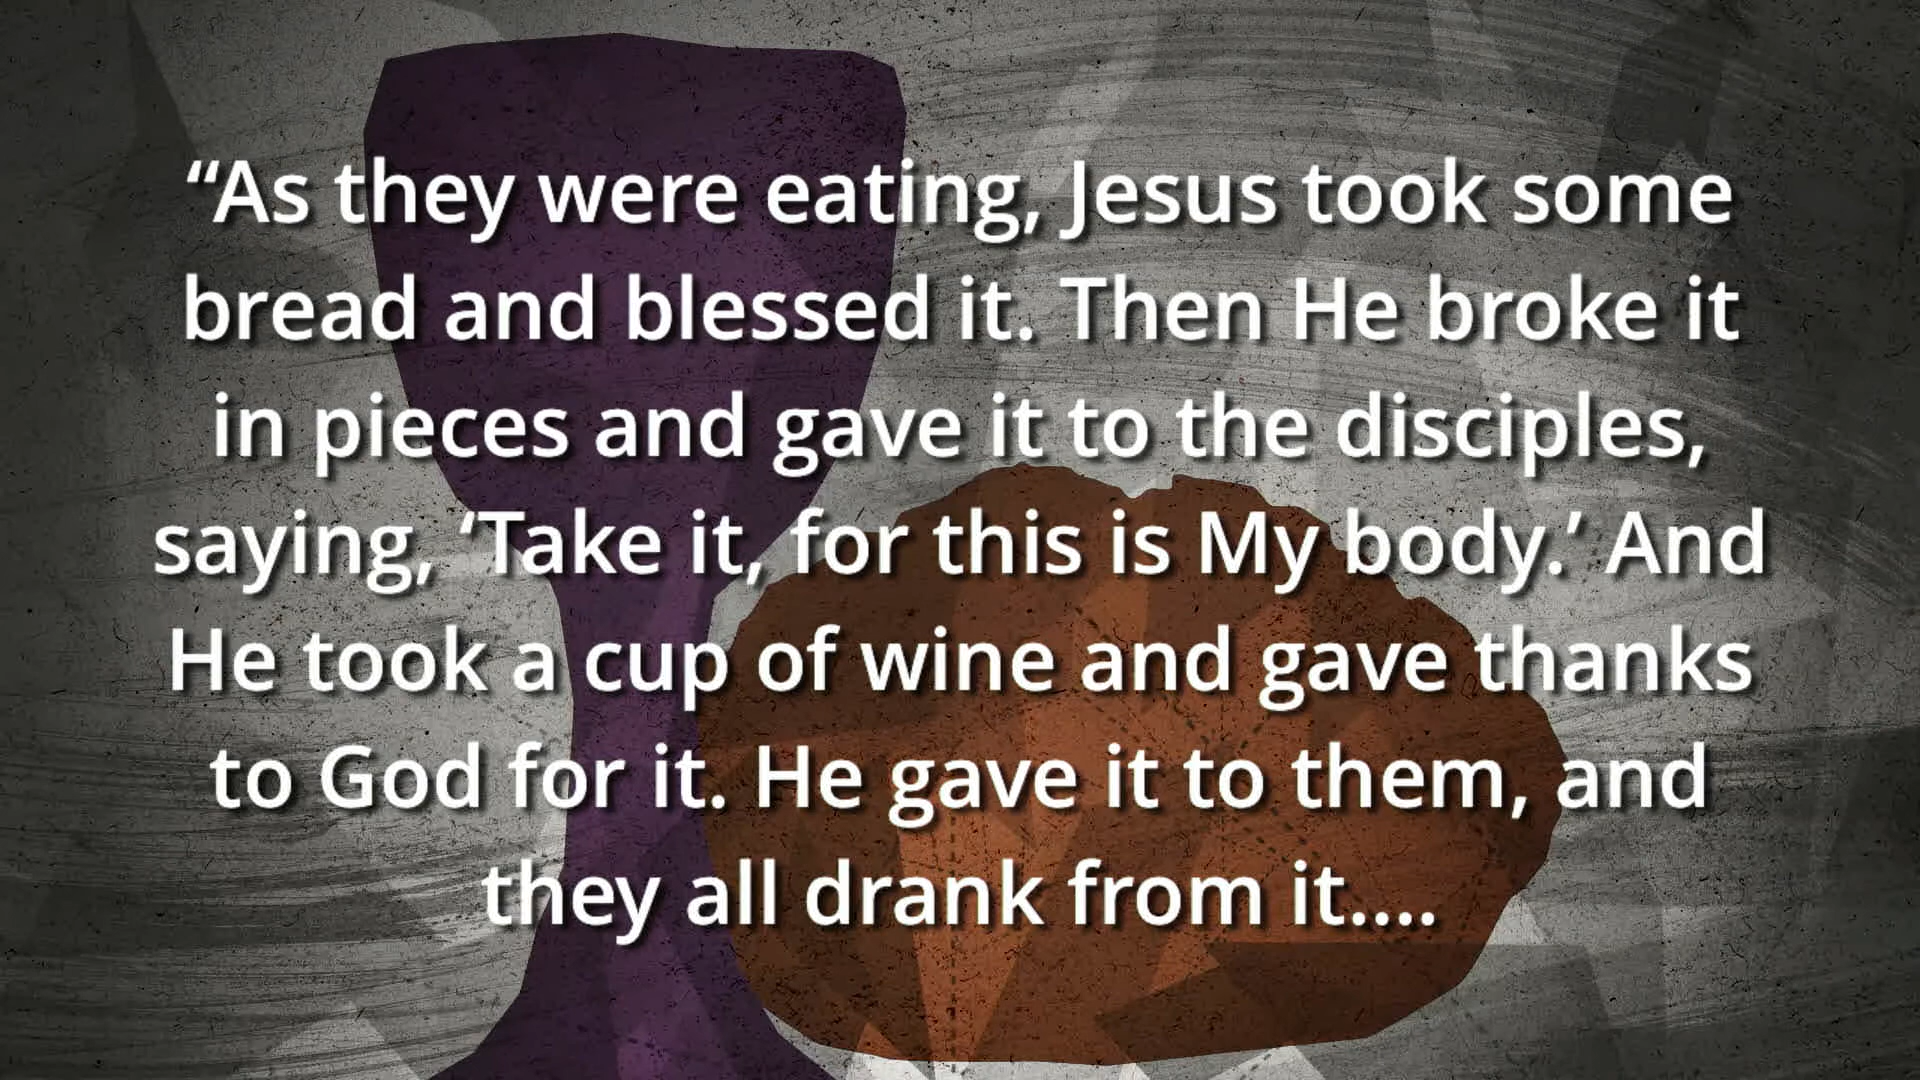 “As they were eating, Jesus took some
bread and blessed it. Then He broke it
in pieces and gave it to the disciples,
saying, ‘Take it, for this is My body.’ And
He took a cup of wine and gave thanks
to God for it. He gave it to them, and
they all drank from it....